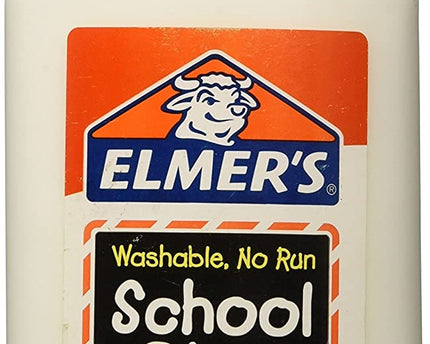 ELMER'S®
Washable, No Run
School